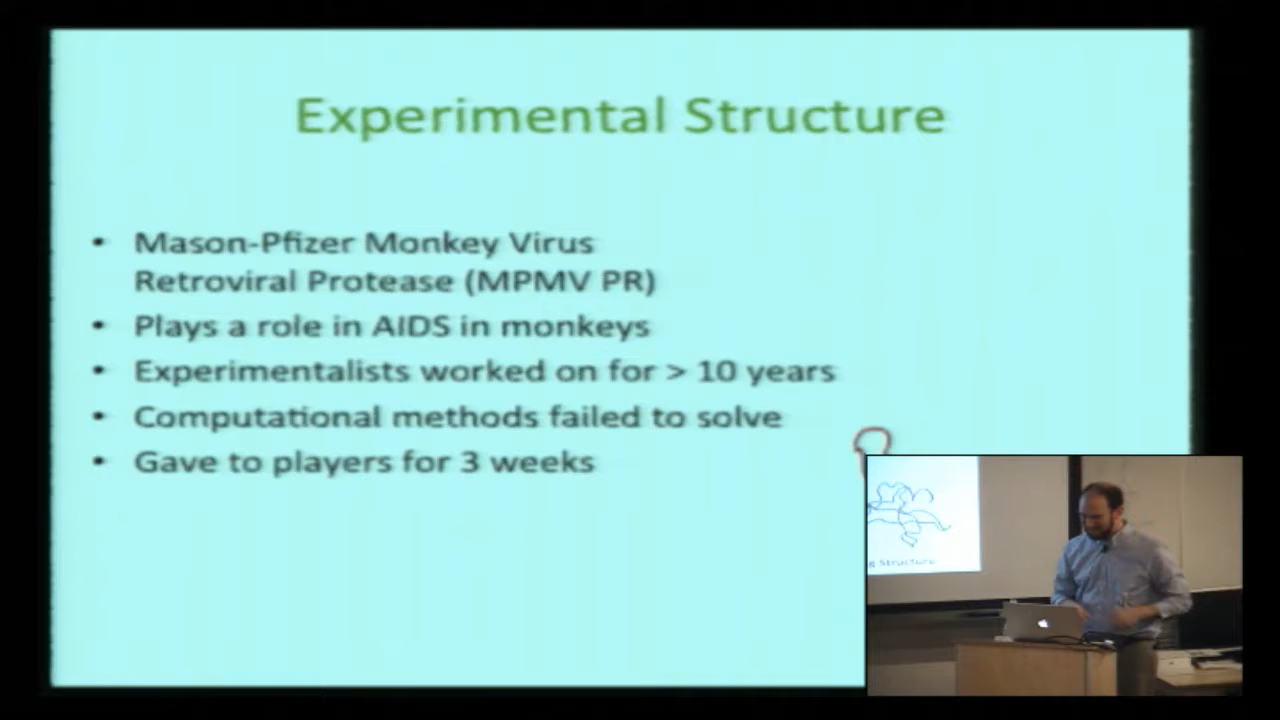 Experimental Structure
• Mason-Pfizer Monkey Virus
Retroviral Protease (MPMV PR)
• Plays a role in AIDS in monkeys
• Experimentalists worked on for > 10 years
• Computational methods failed to solve
• Gave to players for 3 weeks
Structure